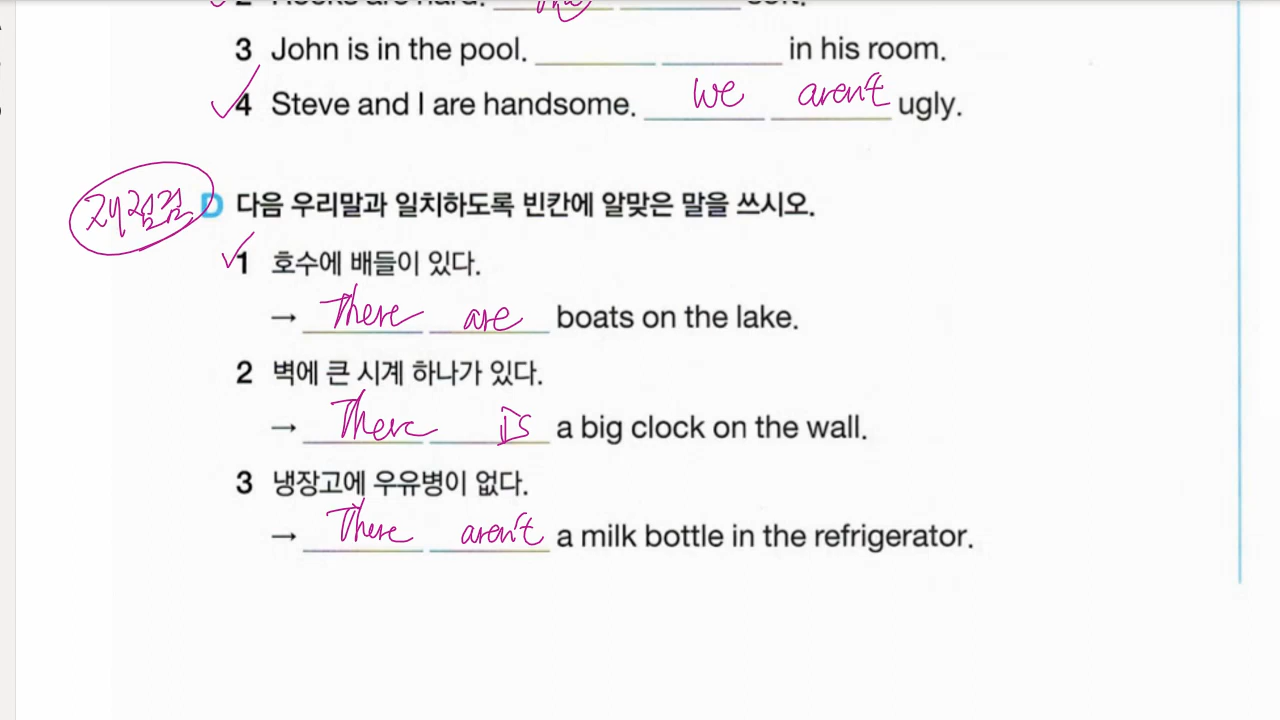 3 John is in the pool. in his room.
4 Steve and I are handsome. we aren't ugly.
재점검 D 다음 우리말과 일치하도록 빈칸에 알맞은 말을 쓰시오.
1 호수에 배들이 있다.
→ There are boats on the lake.
2 벽에 큰 시계 하나가 있다.
→ There is a big clock on the wall.
3 냉장고에 우유병이 없다.
→ There aren't a milk bottle in the refrigerator.